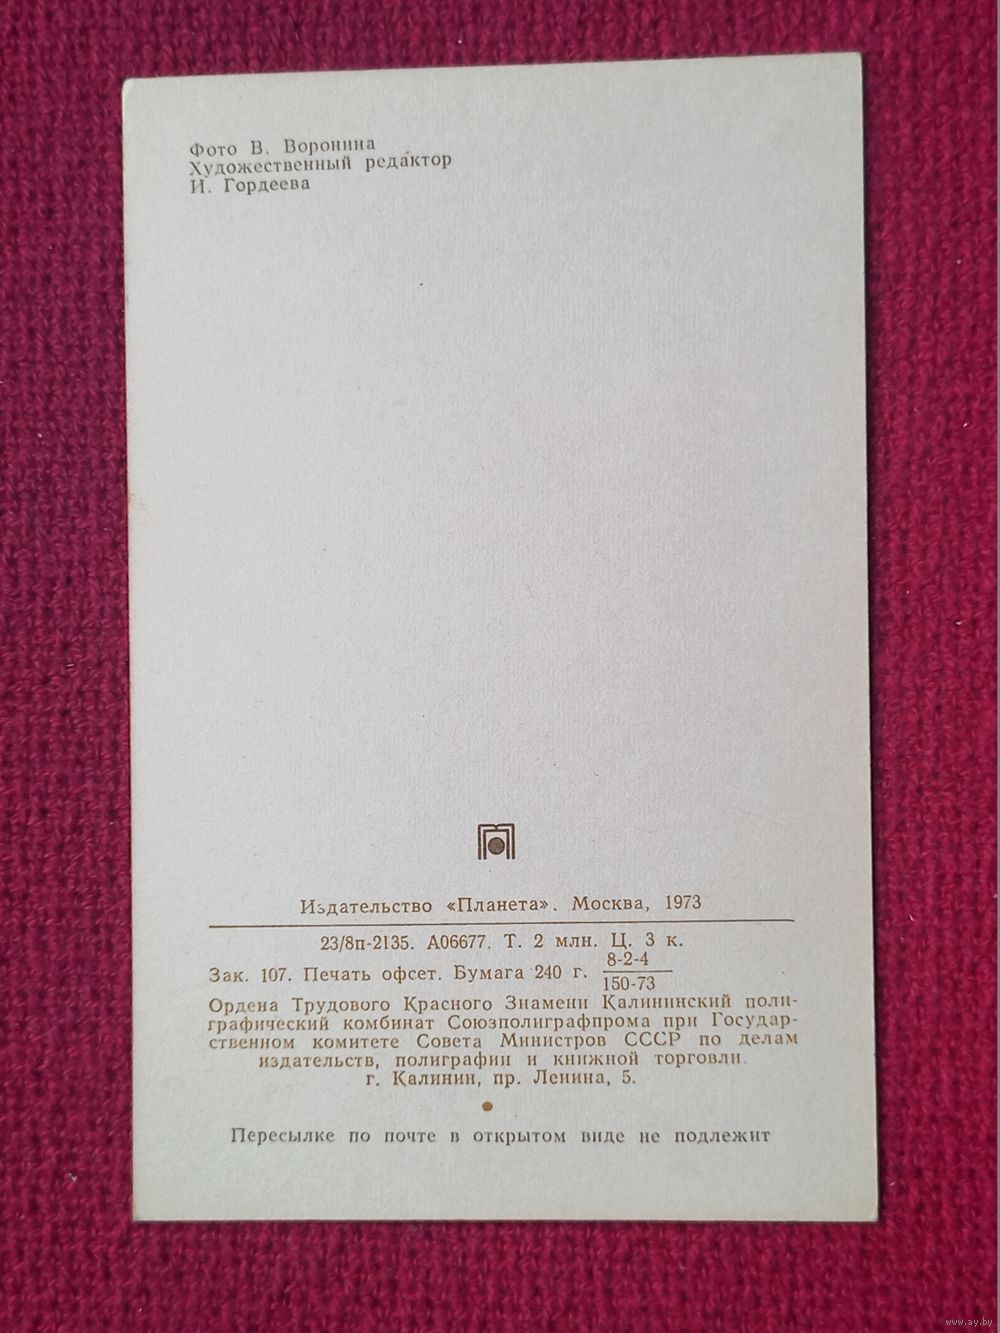 Фото В. Воронина
Художественный редактор
И. Гордеева
Издательство «Планета». Москва, 1973
23/8п-2135. А06677. Т. 2 млн. Ц. 3 к.
Зак. 107. Печать офсет. Бумага 240 г. 8-2-4
150-73
Ордена Трудового Красного Знамени Калининский поли-
графический комбинат Союзполиграфпрома при Государ-
ственном комитете Совета Министров СССР по делам
издательств, полиграфии и книжной торговли.
г. Калинин, пр. Ленина, 5.
Пересылке по почте в открытом виде не подлежит
www.ay.by